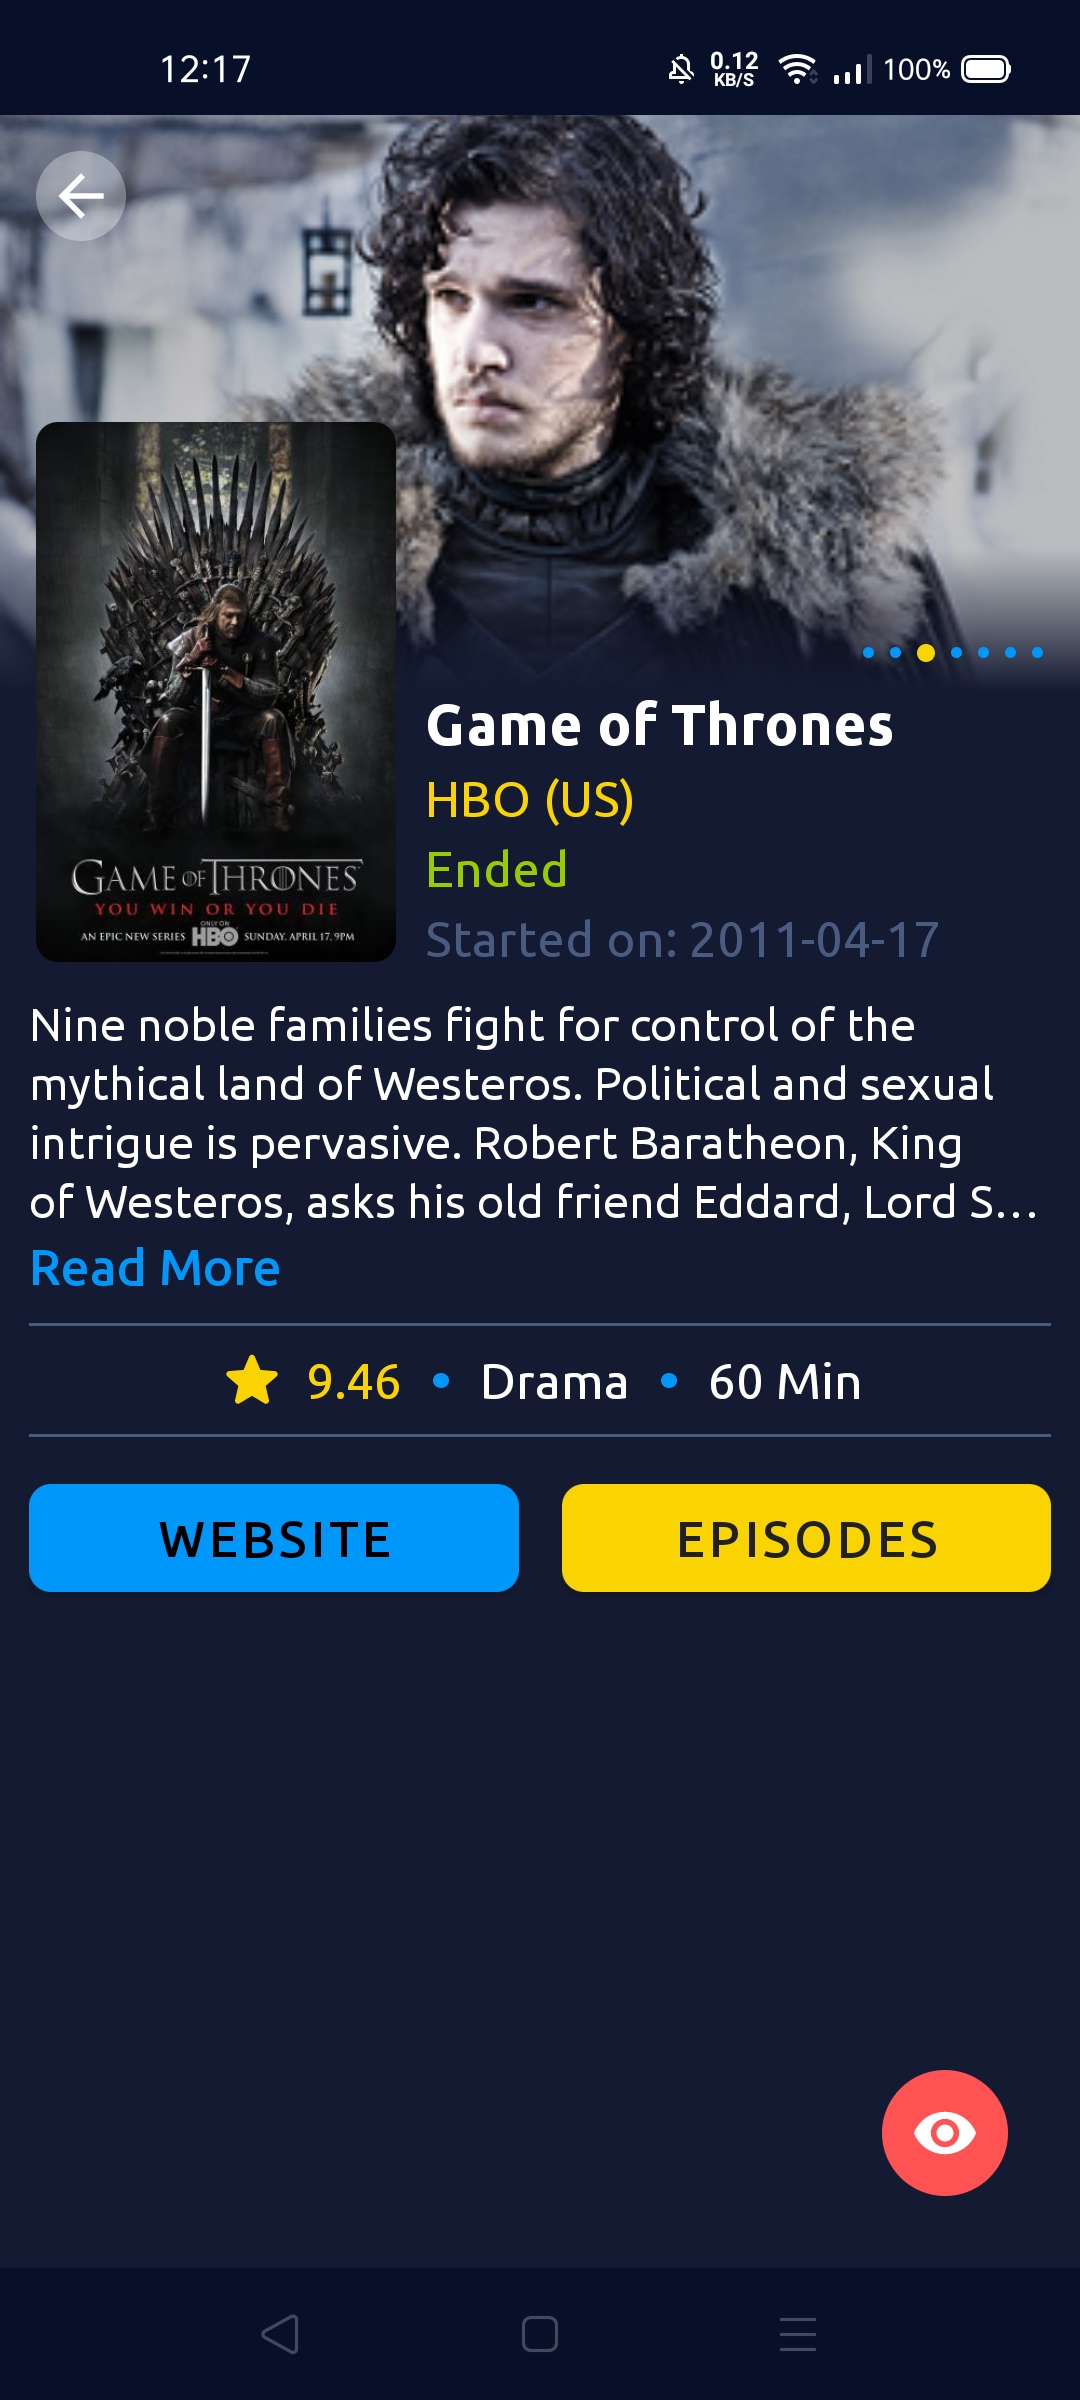 12:17
0.12
KB/S
100%
GAME OF THRONES
YOU WIN OR YOU DIE
AN EPIC NEW SERIES ONLY ON HBO SUNDAY, APRIL 17, 9PM
Game of Thrones
HBO (US)
Ended
Started on: 2011-04-17
Nine noble families fight for control of the
mythical land of Westeros. Political and sexual
intrigue is pervasive. Robert Baratheon, King
of Westeros, asks his old friend Eddard, Lord S...
Read More
9.46 • Drama • 60 Min
WEBSITE
EPISODES